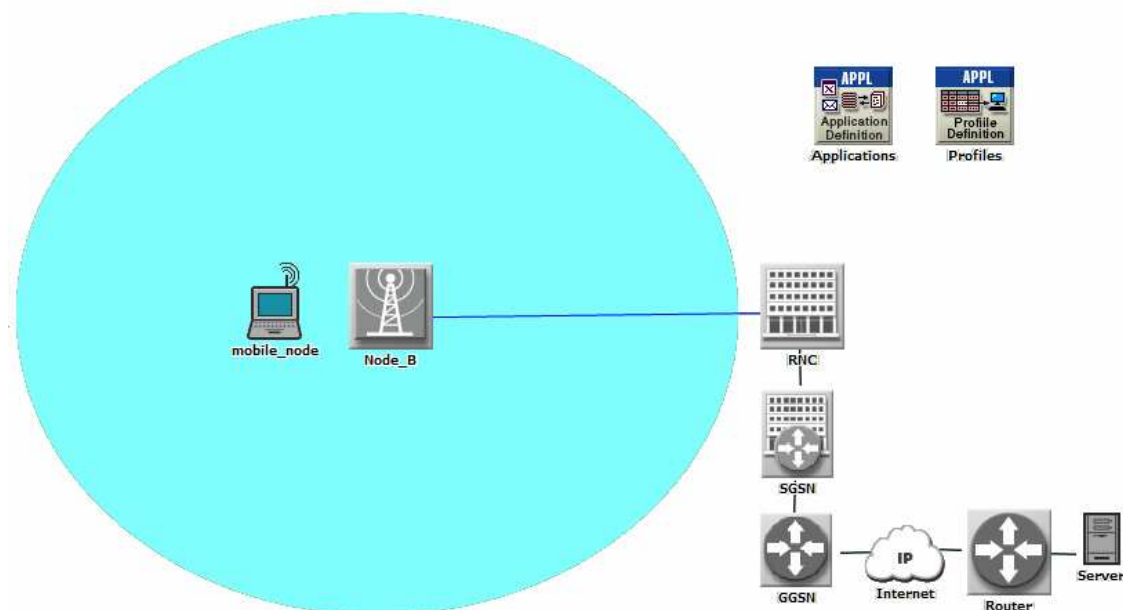 APPL
Application
Definition
Applications
APPL
Profile
Definition
Profiles
mobile_node
Node_B
RNC
SGSN
GGSN
IP
Internet
Router
Server